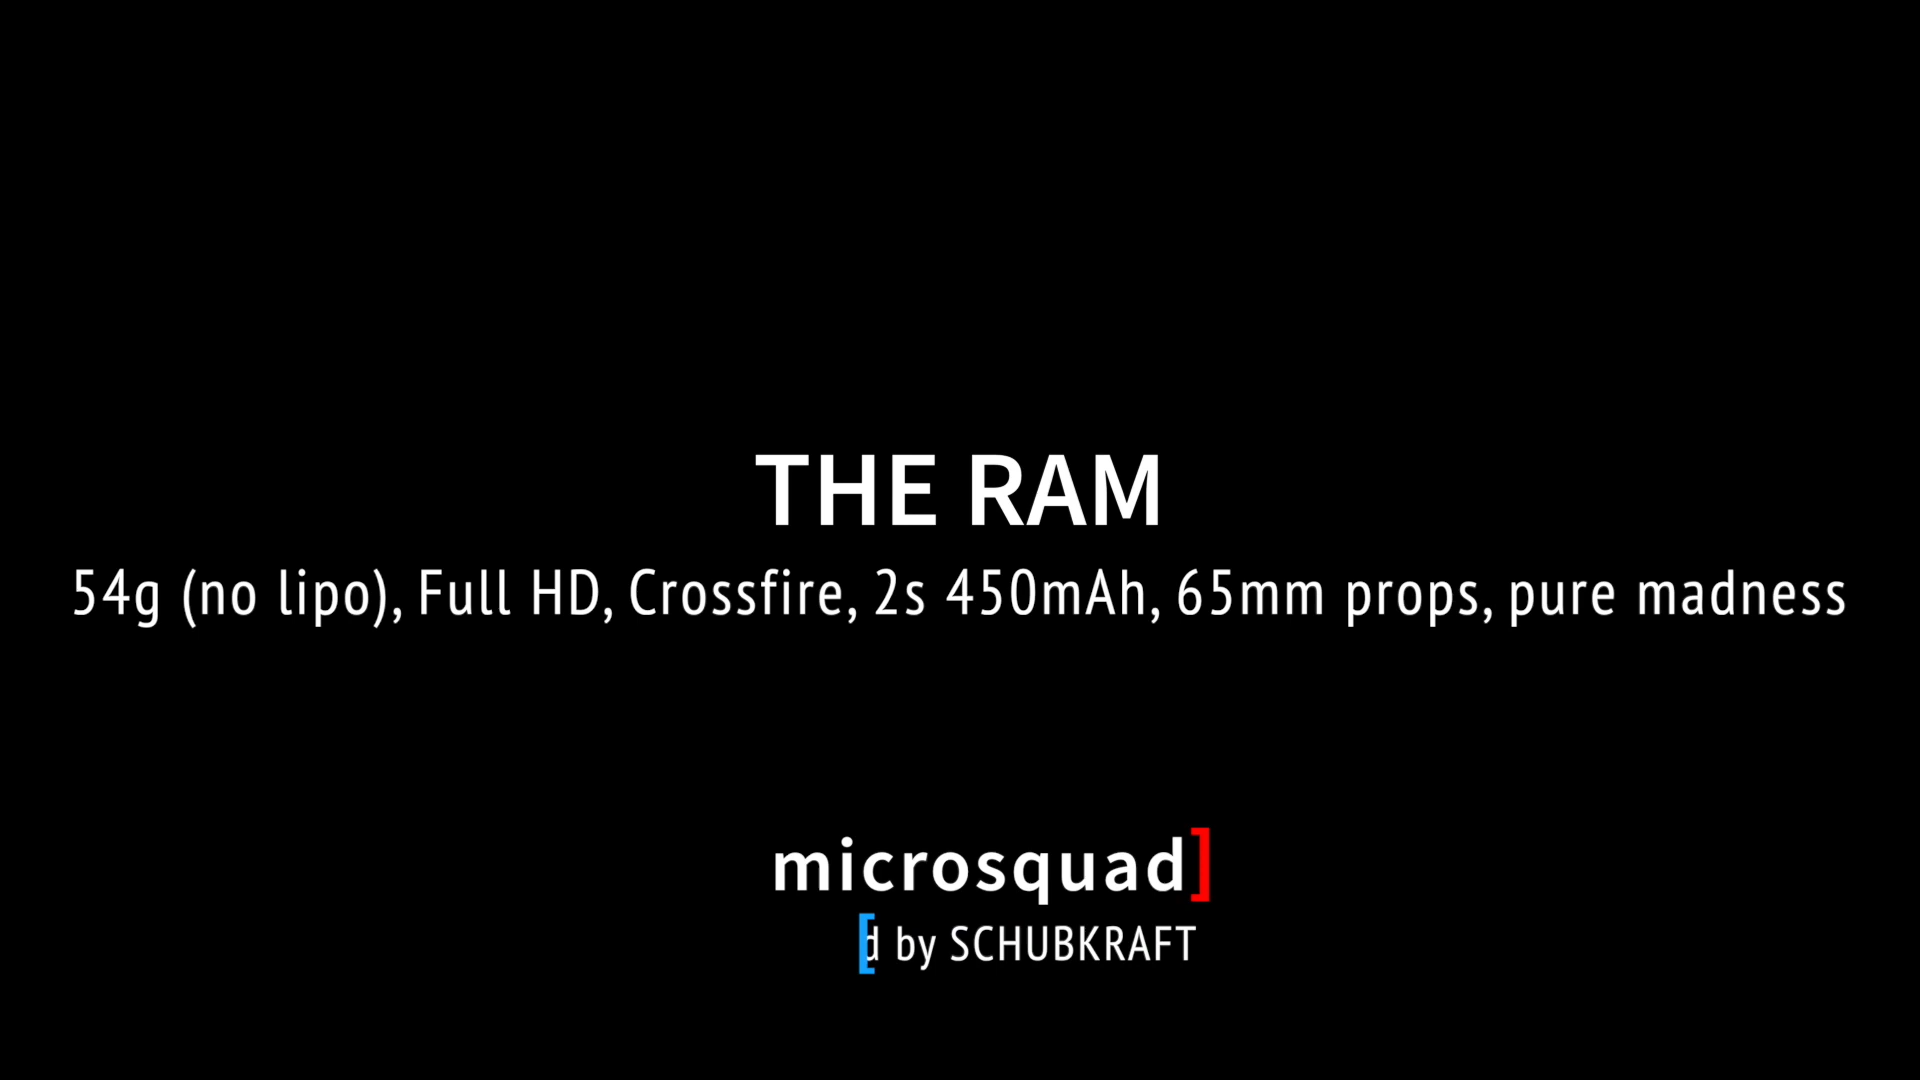 THE RAM
54g (no lipo), Full HD, Crossfire, 2s 450mAh, 65mm props, pure madness
microsquad]
[d by SCHUBKRAFT